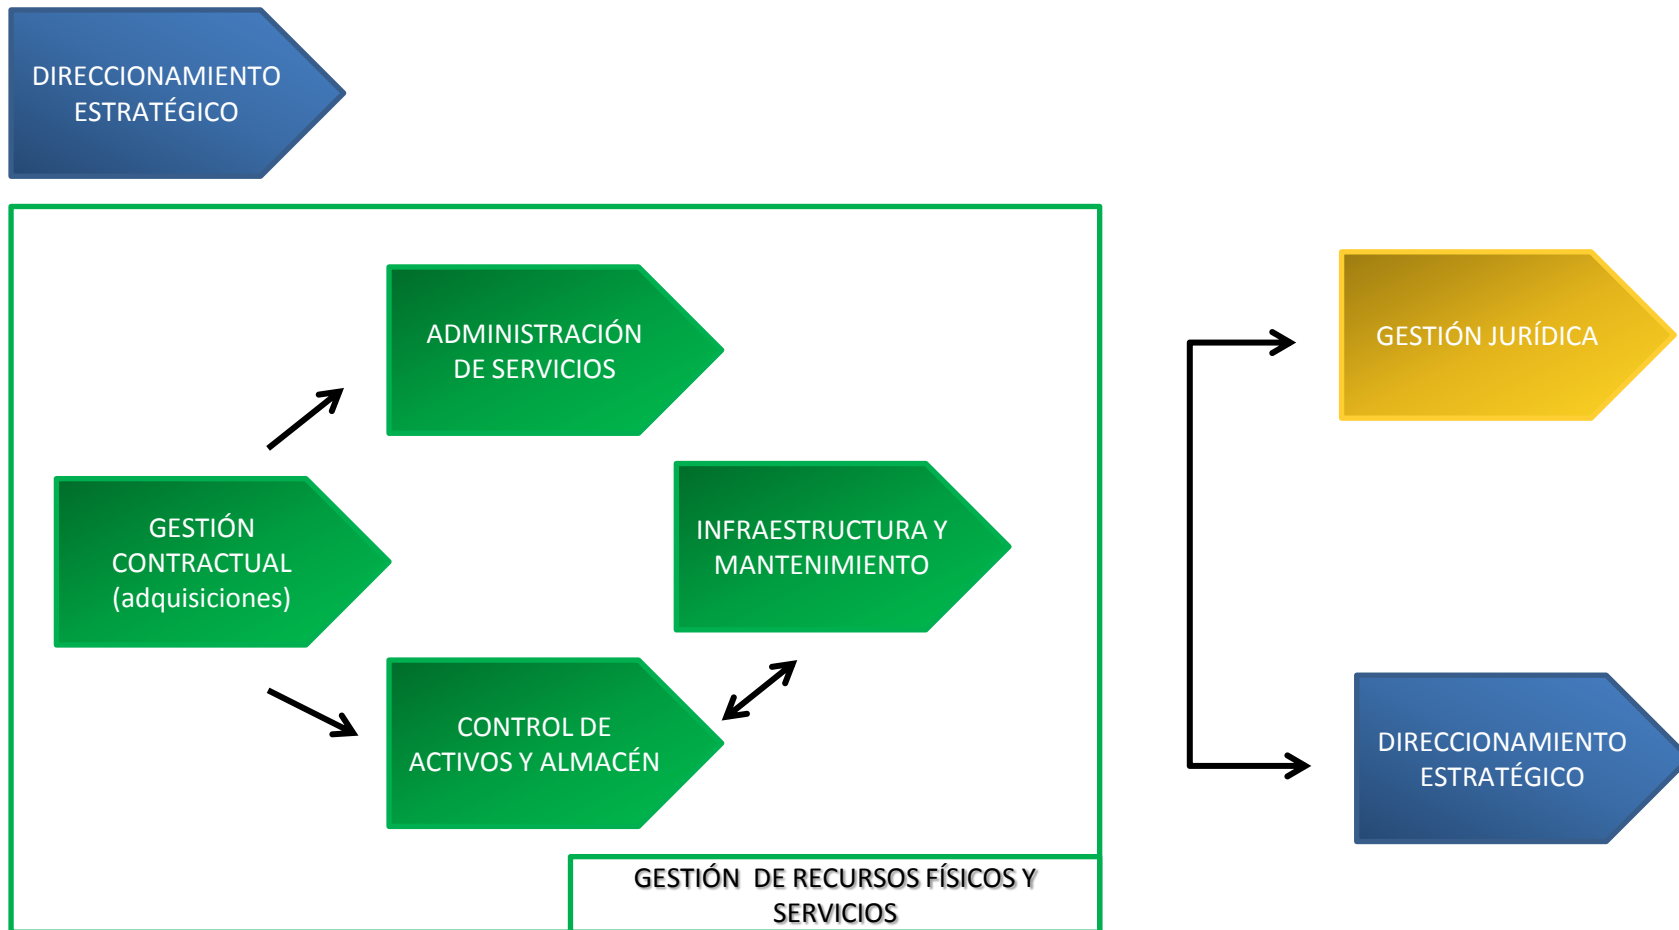 DIRECCIONAMIENTO
ESTRATÉGICO
ADMINISTRACIÓN
DE SERVICIOS
GESTIÓN JURÍDICA
GESTIÓN
CONTRACTUAL
(adquisiciones)
INFRAESTRUCTURA Y
MANTENIMIENTO
CONTROL DE
ACTIVOS Y ALMACÉN
DIRECCIONAMIENTO
ESTRATÉGICO
GESTIÓN  DE RECURSOS FÍSICOS Y
SERVICIOS